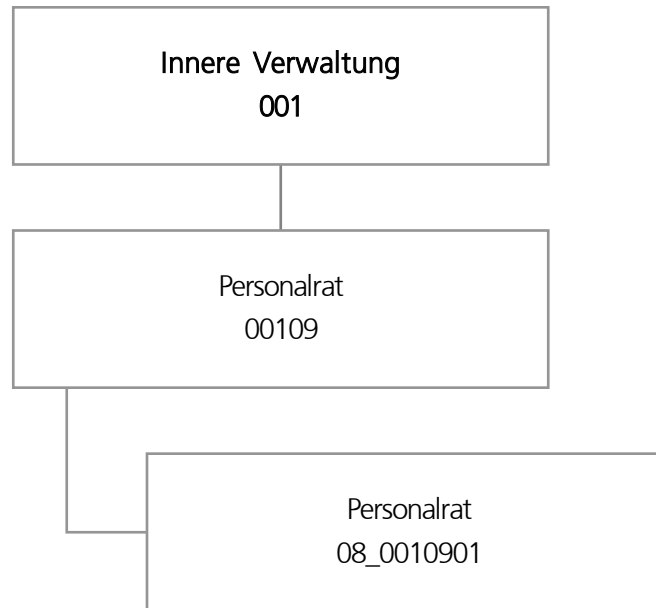 Innere Verwaltung
001
Personalrat
00109
Personalrat
08_0010901